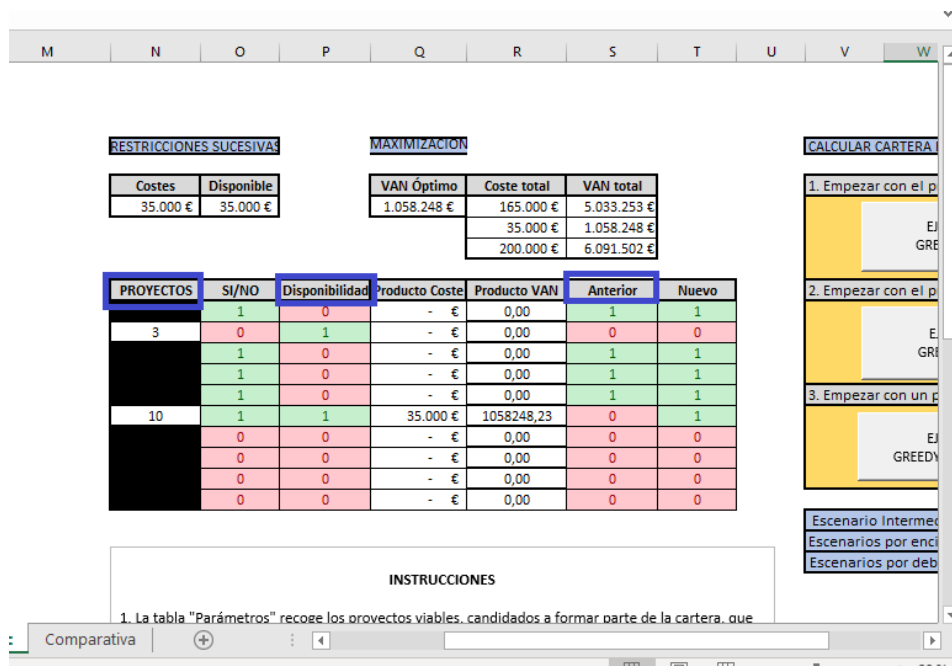 M N O P Q R S T U V W
RESTRICCIONES SUCESIVAS MAXIMIZACION CALCULAR CARTERA
Costes Disponible VAN Óptimo Coste total VAN total 1. Empezar con el p
35.000 € 35.000 € 1.058.248 € 165.000 € 5.033.253 €
35.000 € 1.058.248 € EJ
200.000 € 6.091.502 € GRE
PROYECTOS SI/NO Disponibilidad Producto Coste Producto VAN Anterior Nuevo 2. Empezar con el p
1 0 - € 0,00 1 1
3 0 1 - € 0,00 0 0 E
1 0 - € 0,00 1 1 GRE
1 0 - € 0,00 1 1
1 0 - € 0,00 1 1 3. Empezar con un p
10 1 1 35.000 € 1058248,23 0 1
0 0 - € 0,00 0 0 EJ
0 0 - € 0,00 0 0 GREEDY
0 0 - € 0,00 0 0
0 0 - € 0,00 0 0
Escenario Intermed
Escenarios por enci
Escenarios por deb
INSTRUCCIONES
1. La tabla "Parámetros" recoge los proyectos viables, candidatos a formar parte de la cartera, que
Comparativa